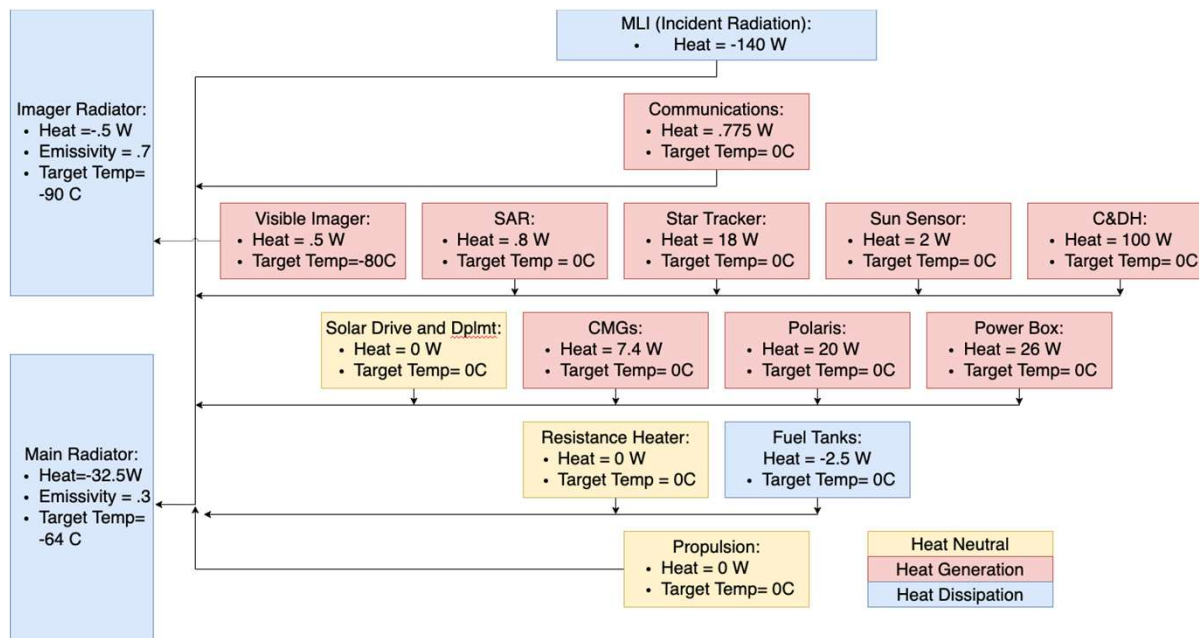 MLI (Incident Radiation):
• Heat = -140 W
Imager Radiator:
• Heat =-.5 W
• Emissivity = .7
• Target Temp=
-90 C
Communications:
• Heat = .775 W
• Target Temp= 0C
Visible Imager:
• Heat = .5 W
• Target Temp=-80C
SAR:
• Heat = .8 W
• Target Temp = 0C
Star Tracker:
• Heat = 18 W
• Target Temp= 0C
Sun Sensor:
• Heat = 2 W
• Target Temp= 0C
C&DH:
• Heat = 100 W
• Target Temp= 0C
Solar Drive and Dplmt:
• Heat = 0 W
• Target Temp= 0C
CMGs:
• Heat = 7.4 W
• Target Temp= 0C
Polaris:
• Heat = 20 W
• Target Temp= 0C
Power Box:
• Heat = 26 W
• Target Temp= 0C
Main Radiator:
• Heat=-32.5W
• Emissivity = .3
• Target Temp=
-64 C
Resistance Heater:
• Heat = 0 W
• Target Temp = 0C
Fuel Tanks:
Heat = -2.5 W
• Target Temp= 0C
Propulsion:
• Heat = 0 W
• Target Temp= 0C
Heat Neutral
Heat Generation
Heat Dissipation